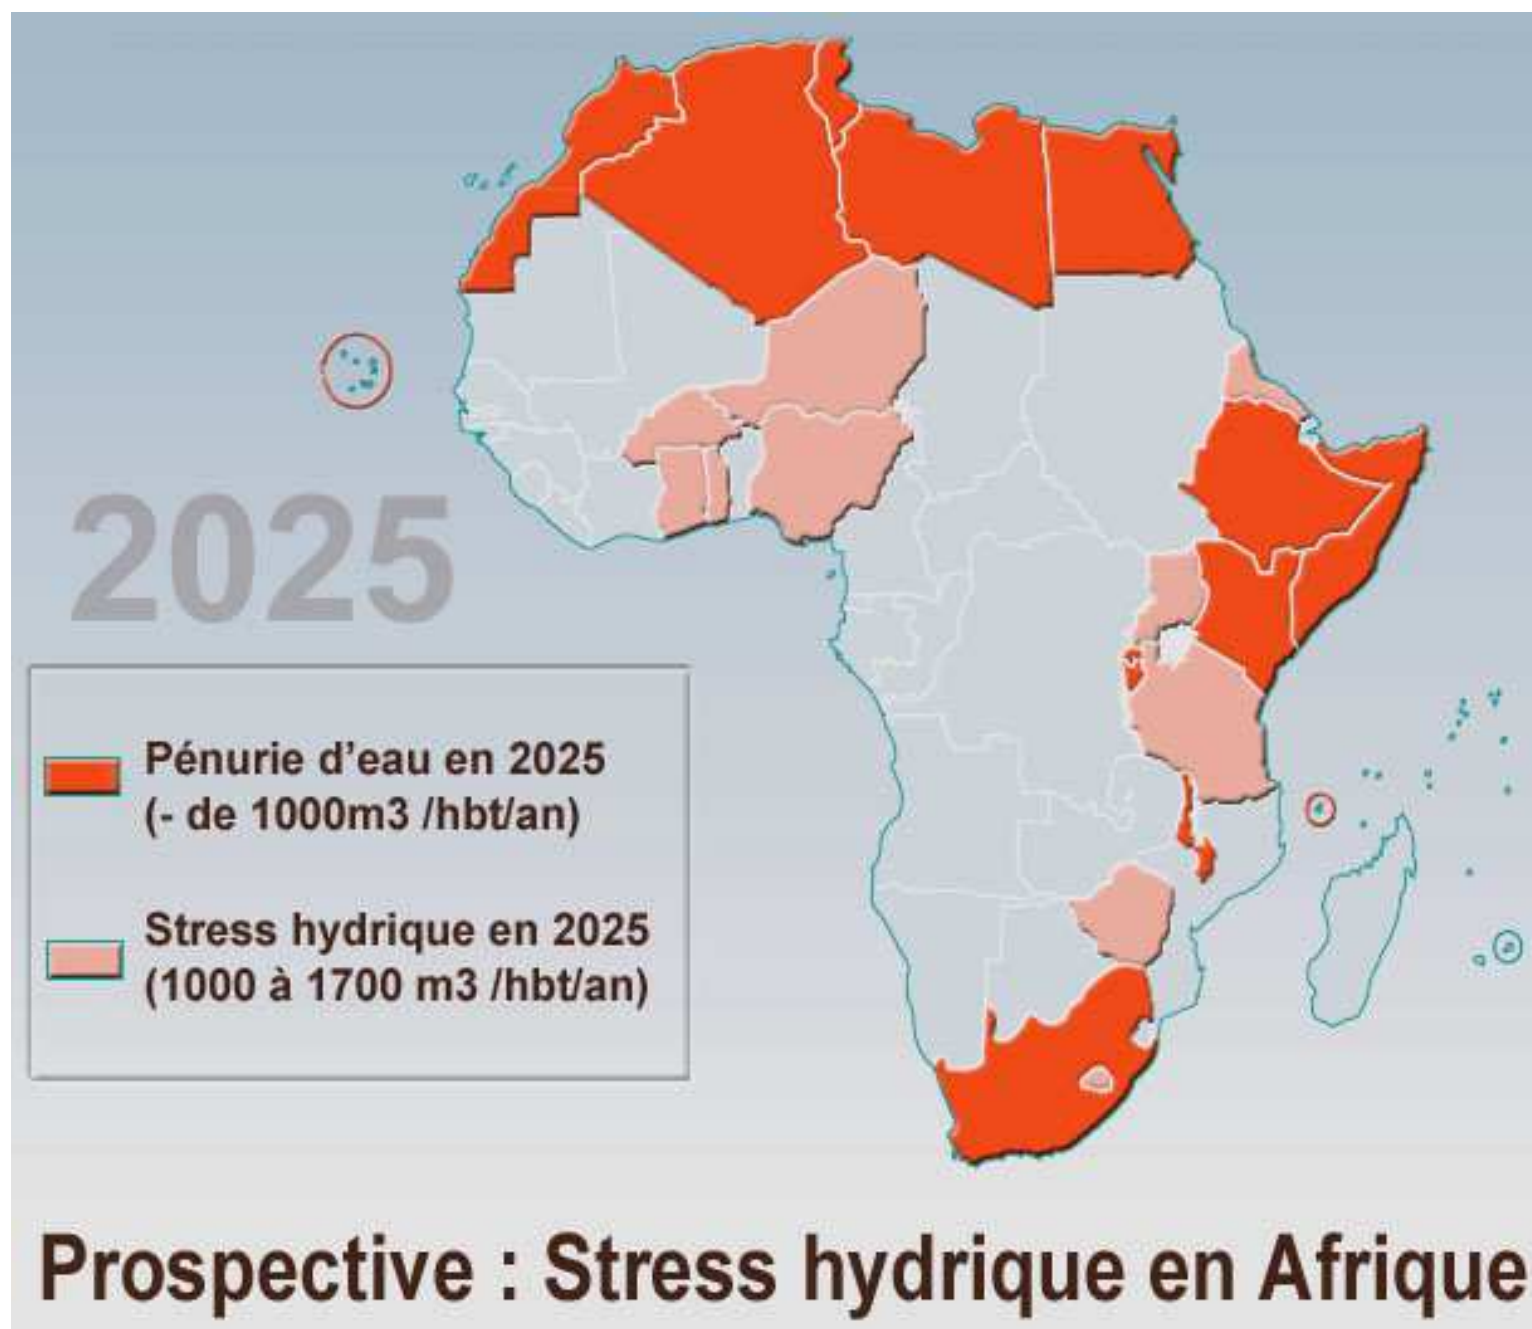 2025
Pénurie d’eau en 2025
(- de 1000m3 /hbt/an)
Stress hydrique en 2025
(1000 à 1700 m3 /hbt/an)
Prospective : Stress hydrique en Afrique